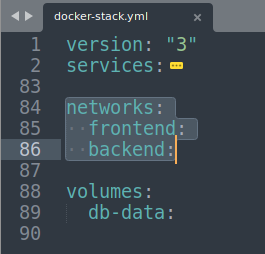 docker-stack.yml ×
1 version: "3"
2 services:
83
84 networks:
85   frontend:
86   backend:
87
88 volumes:
89   db-data:
90